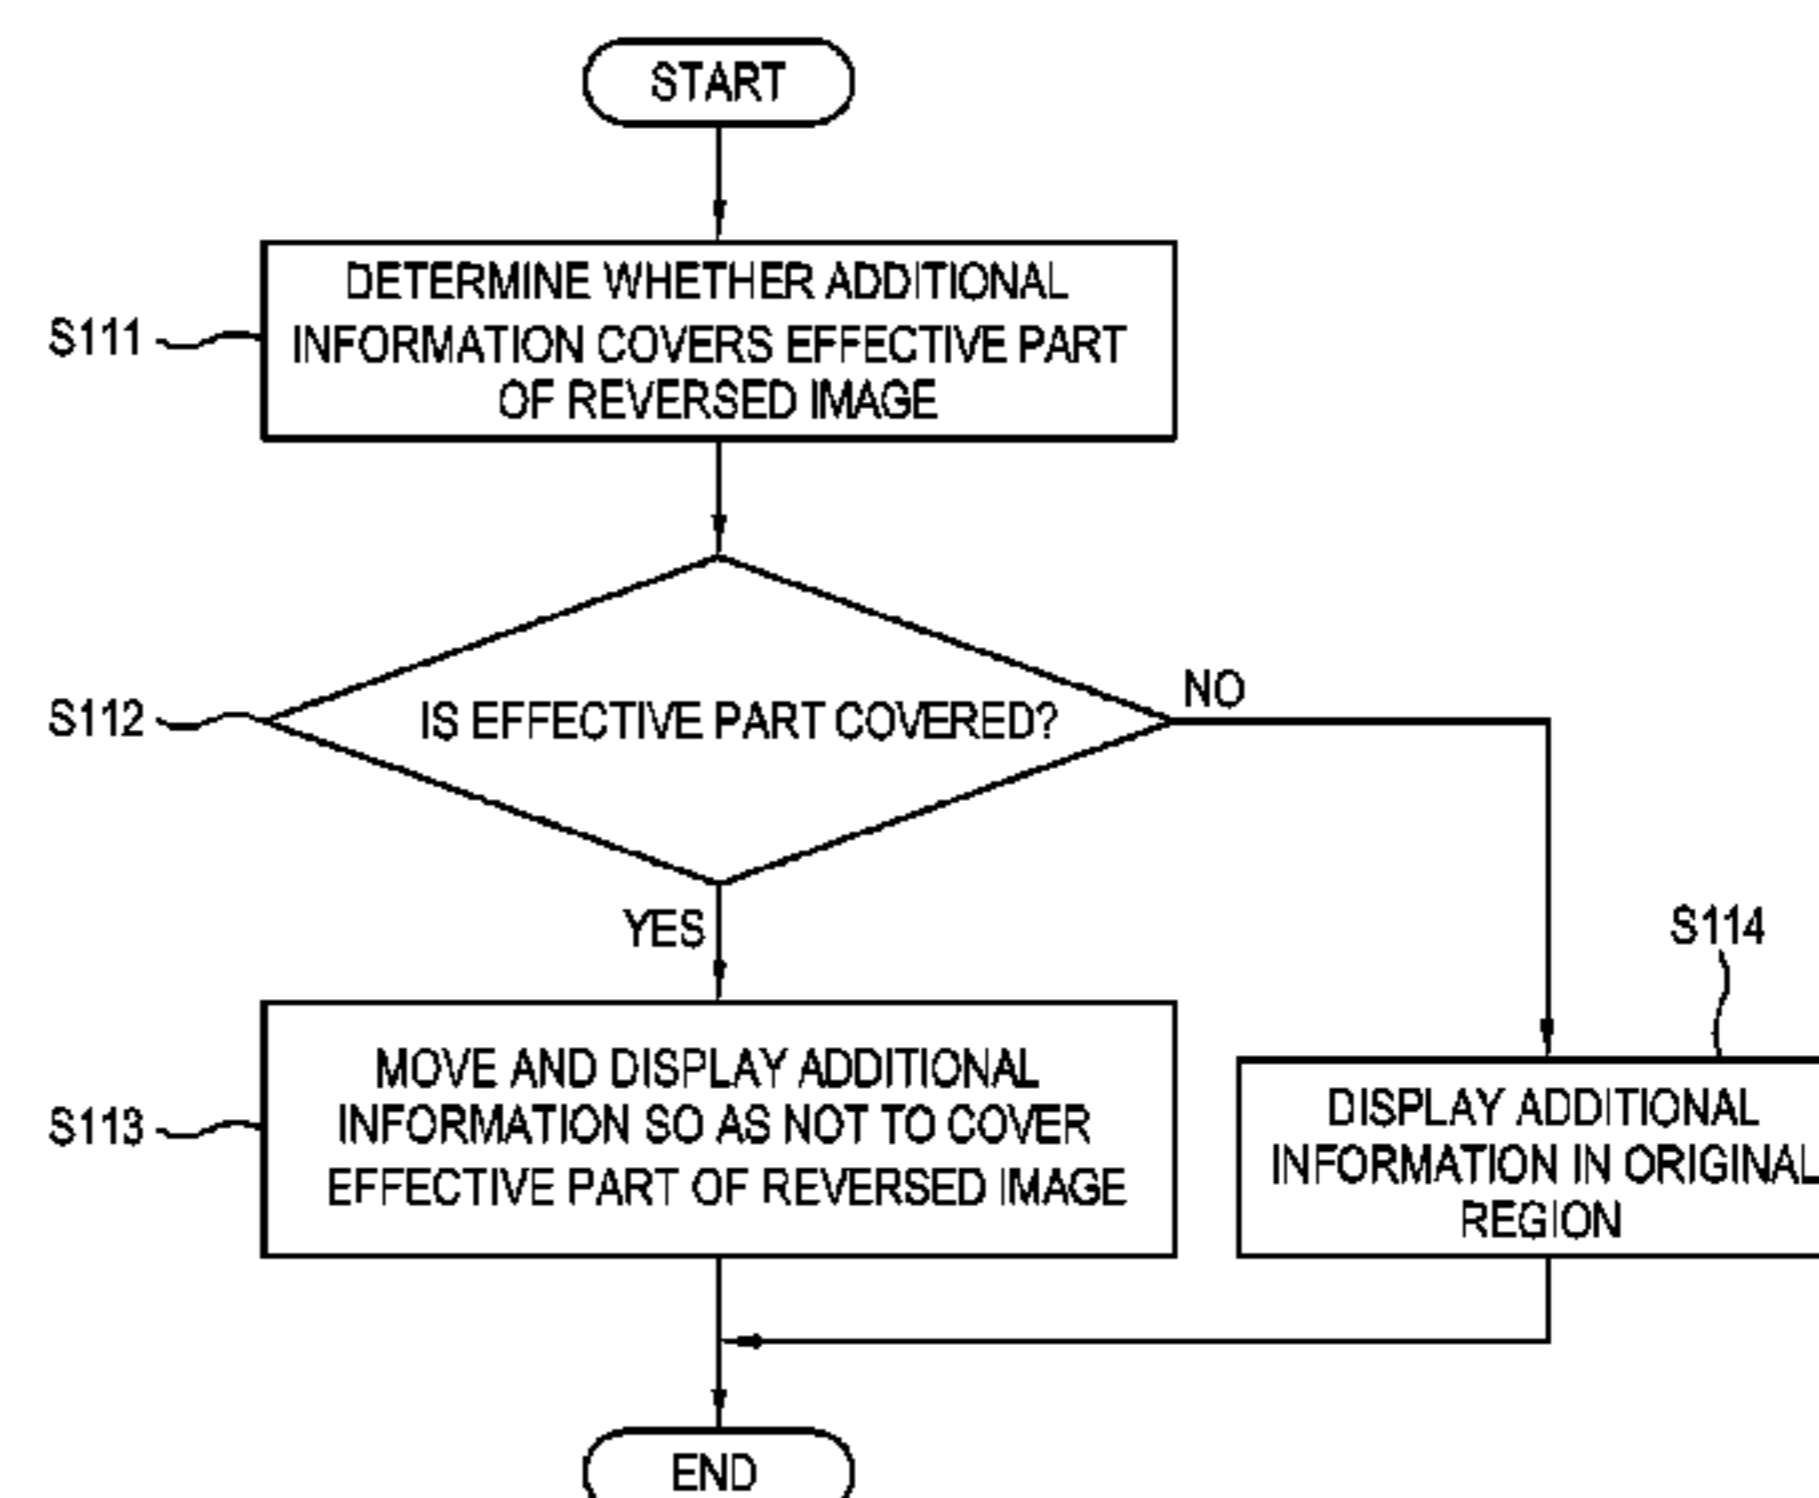 START
S111
DETERMINE WHETHER ADDITIONAL
INFORMATION COVERS EFFECTIVE PART
OF REVERSED IMAGE
S112
IS EFFECTIVE PART COVERED?
NO
YES
S113
MOVE AND DISPLAY ADDITIONAL
INFORMATION SO AS NOT TO COVER
EFFECTIVE PART OF REVERSED IMAGE
S114
DISPLAY ADDITIONAL
INFORMATION IN ORIGINAL
REGION
END